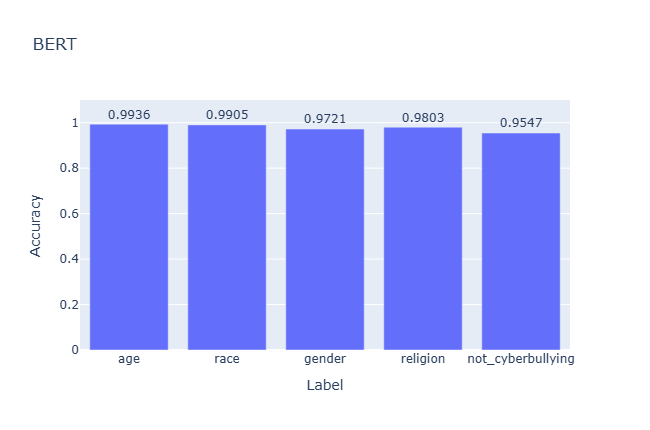 BERT
0.9936
0.9905
0.9721
0.9803
0.9547
1
0.8
0.6
0.4
0.2
0
Accuracy
age
race
gender
religion
not_cyberbullying
Label